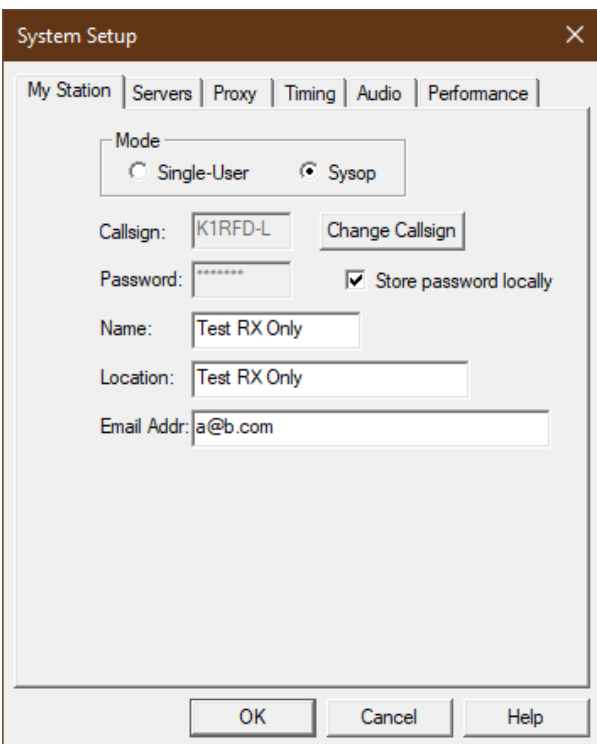 System Setup
My Station Servers Proxy Timing Audio Performance
Mode
Single-User Sysop
Callsign: K1RFD-L Change Callsign
Password: ******* Store password locally
Name: Test RX Only
Location: Test RX Only
Email Addr: a@b.com
OK Cancel Help